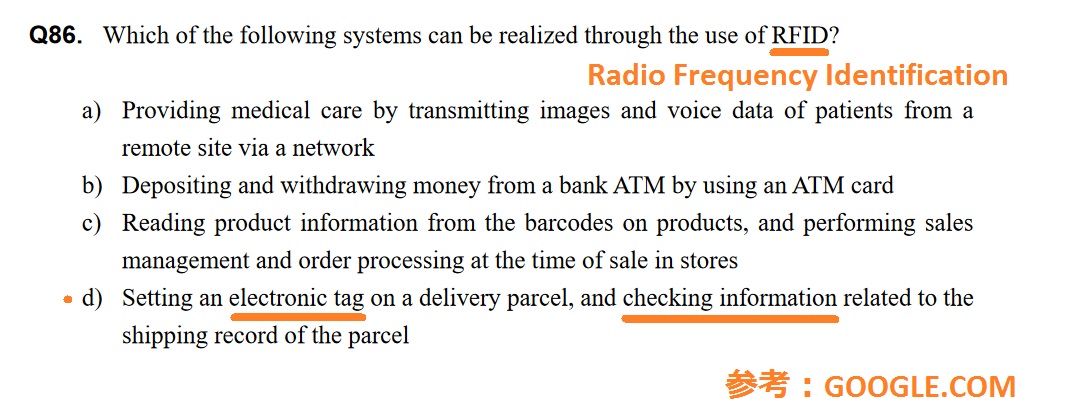 Q86. Which of the following systems can be realized through the use of RFID?
Radio Frequency Identification
a) Providing medical care by transmitting images and voice data of patients from a
remote site via a network
b) Depositing and withdrawing money from a bank ATM by using an ATM card
c) Reading product information from the barcodes on products, and performing sales
management and order processing at the time of sale in stores
d) Setting an electronic tag on a delivery parcel, and checking information related to the
shipping record of the parcel
参考：GOOGLE.COM